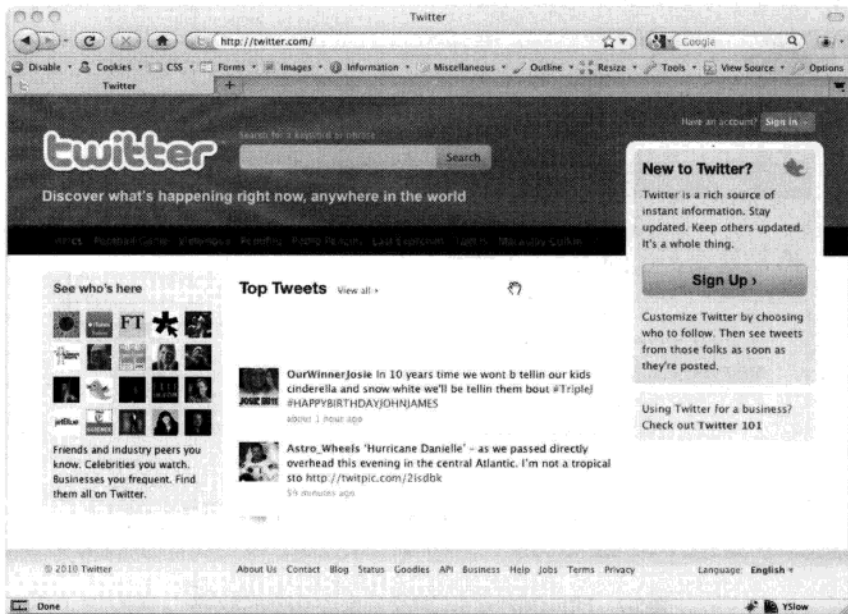 Twitter
http://twitter.com/
Google
Disable Cookies CSS Forms Images Information Miscellaneous Outline Resize Tools View Source Options
Twitter
Have an account? Sign in
twitter
Search for a keyword or phrase
Search
Discover what's happening right now, anywhere in the world
New to Twitter?
Twitter is a rich source of
instant information. Stay
updated. Keep others updated.
It's a whole thing.
Sign Up ›
Customize Twitter by choosing
who to follow. Then see tweets
from those folks as soon as
they're posted.
Using Twitter for a business?
Check out Twitter 101
See who's here
FT
jetBlue
Friends and industry peers you
know. Celebrities you watch.
Businesses you frequent. Find
them all on Twitter.
Top Tweets View all ›
OurWinnerJosie In 10 years time we wont b tellin our kids
cinderella and snow white we'll be tellin them bout #TripleJ
#HAPPYBIRTHDAYJOHNJAMES
about 1 hour ago
Astro_Wheels 'Hurricane Danielle' – as we passed directly
overhead this evening in the central Atlantic. I'm not a tropical
sto http://twitpic.com/2isdbk
59 minutes ago
© 2010 Twitter
About Us Contact Blog Status Goodies API Business Help Jobs Terms Privacy
Language: English
Done
YSlow